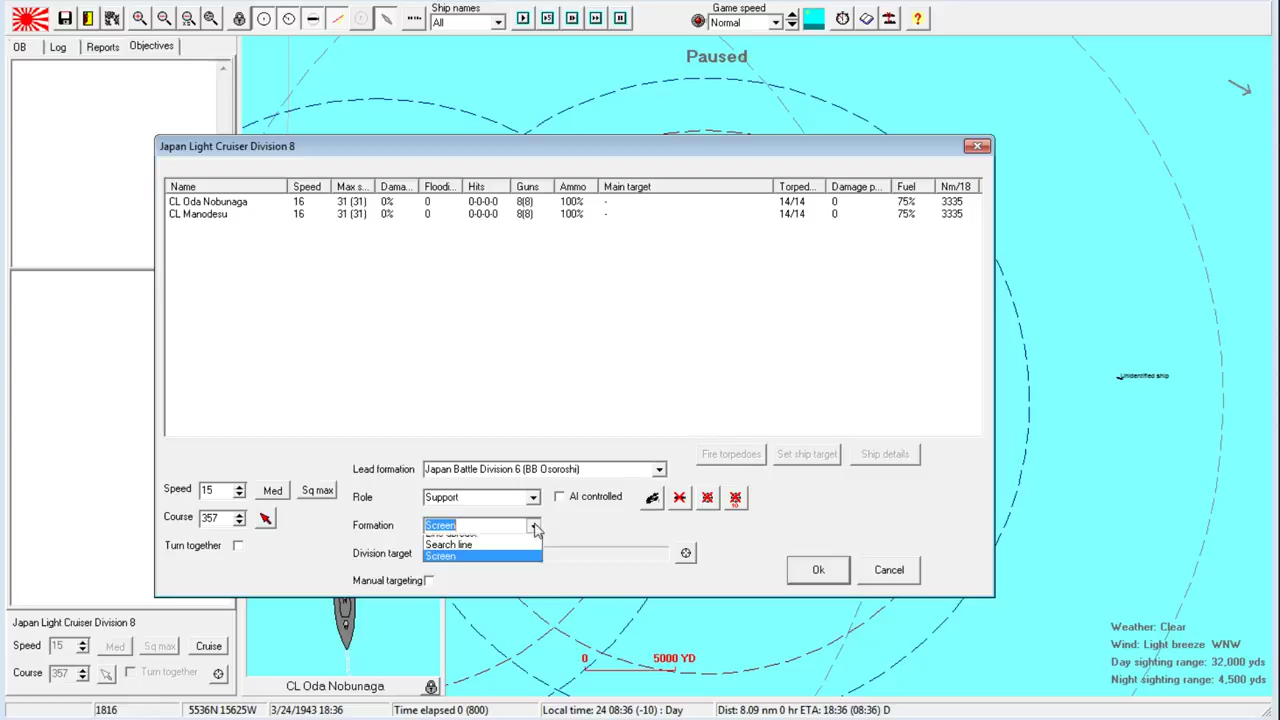 Ship names
All
Game speed
Normal
?
OB
Log
Reports
Objectives
Paused
Japan Light Cruiser Division 8
Name Speed Max s... Dama... Floodi... Hits Guns Ammo Main target Torped... Damage p... Fuel Nm/18
CL Oda Nobunaga 16 31 (31) 0% 0 0-0-0-0 8(8) 100% - 14/14 0 75% 3335
CL Manodesu 16 31 (31) 0% 0 0-0-0-0 8(8) 100% - 14/14 0 75% 3335
Unidentified ship
Fire torpedoes Set ship target Ship details
Lead formation Japan Battle Division 6 (BB Osoroshi)
Speed 15 Med Sq max
Role Support AI controlled
Course 357
Formation Screen
Search line
Screen
Turn together
Division target
Manual targeting
Ok Cancel
Japan Light Cruiser Division 8
Speed 15 Med Sq max Cruise
Course 357 Turn together
CL Oda Nobunaga
0 5000 YD
Weather: Clear
Wind: Light breeze WNW
Day sighting range: 32,000 yds
Night sighting range: 4,500 yds
1816 5536N 15625W 3/24/1943 18:36 Time elapsed 0 (800) Local time: 24 08:36 (-10) : Day Dist: 8.09 nm 0 hr ETA: 18:36 (08:36) D